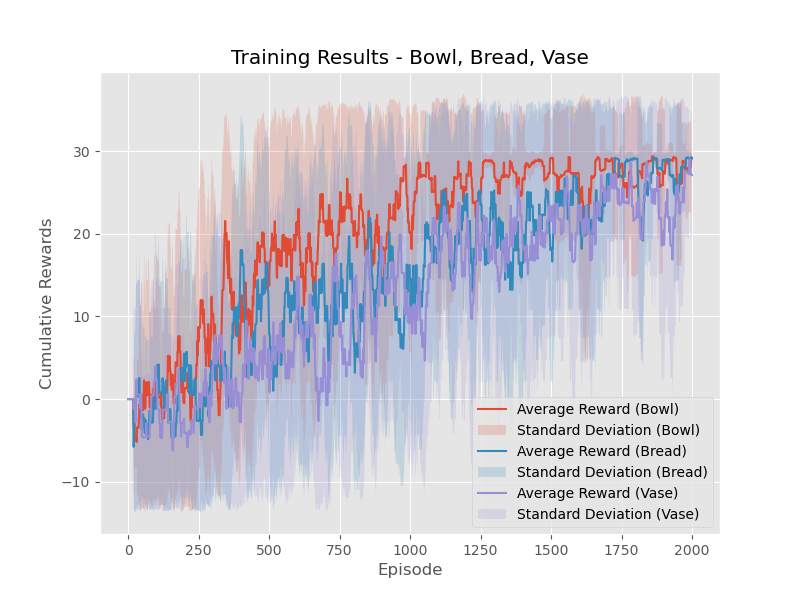 Training Results - Bowl, Bread, Vase
30
20
10
0
−10
Cumulative Rewards
Average Reward (Bowl)
Standard Deviation (Bowl)
Average Reward (Bread)
Standard Deviation (Bread)
Average Reward (Vase)
Standard Deviation (Vase)
0 250 500 750 1000 1250 1500 1750 2000
Episode